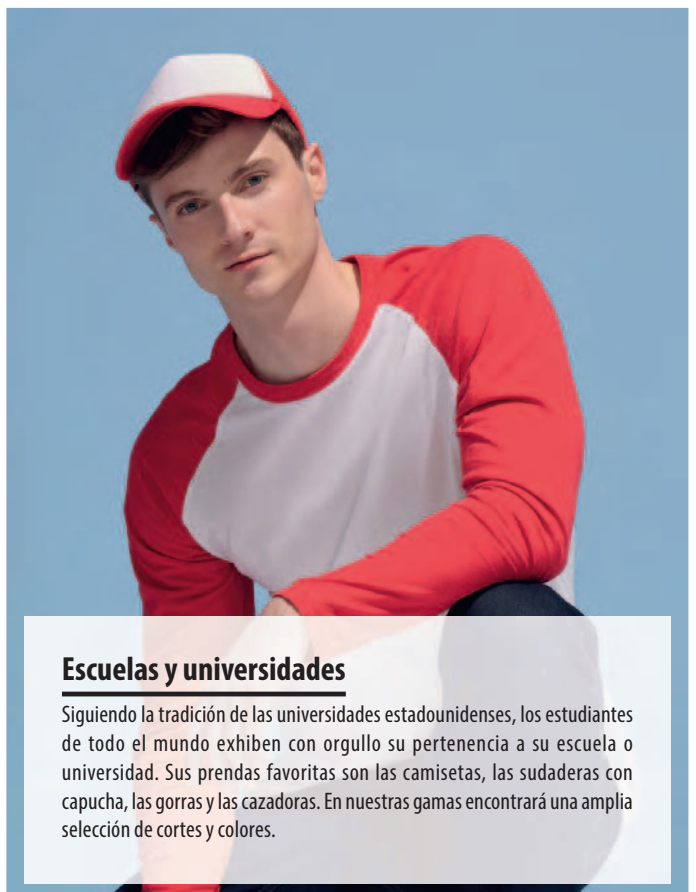 Escuelas y universidades
Siguiendo la tradición de las universidades estadounidenses, los estudiantes
de todo el mundo exhiben con orgullo su pertenencia a su escuela o
universidad. Sus prendas favoritas son las camisetas, las sudaderas con
capucha, las gorras y las cazadoras. En nuestras gamas encontrará una amplia
selección de cortes y colores.